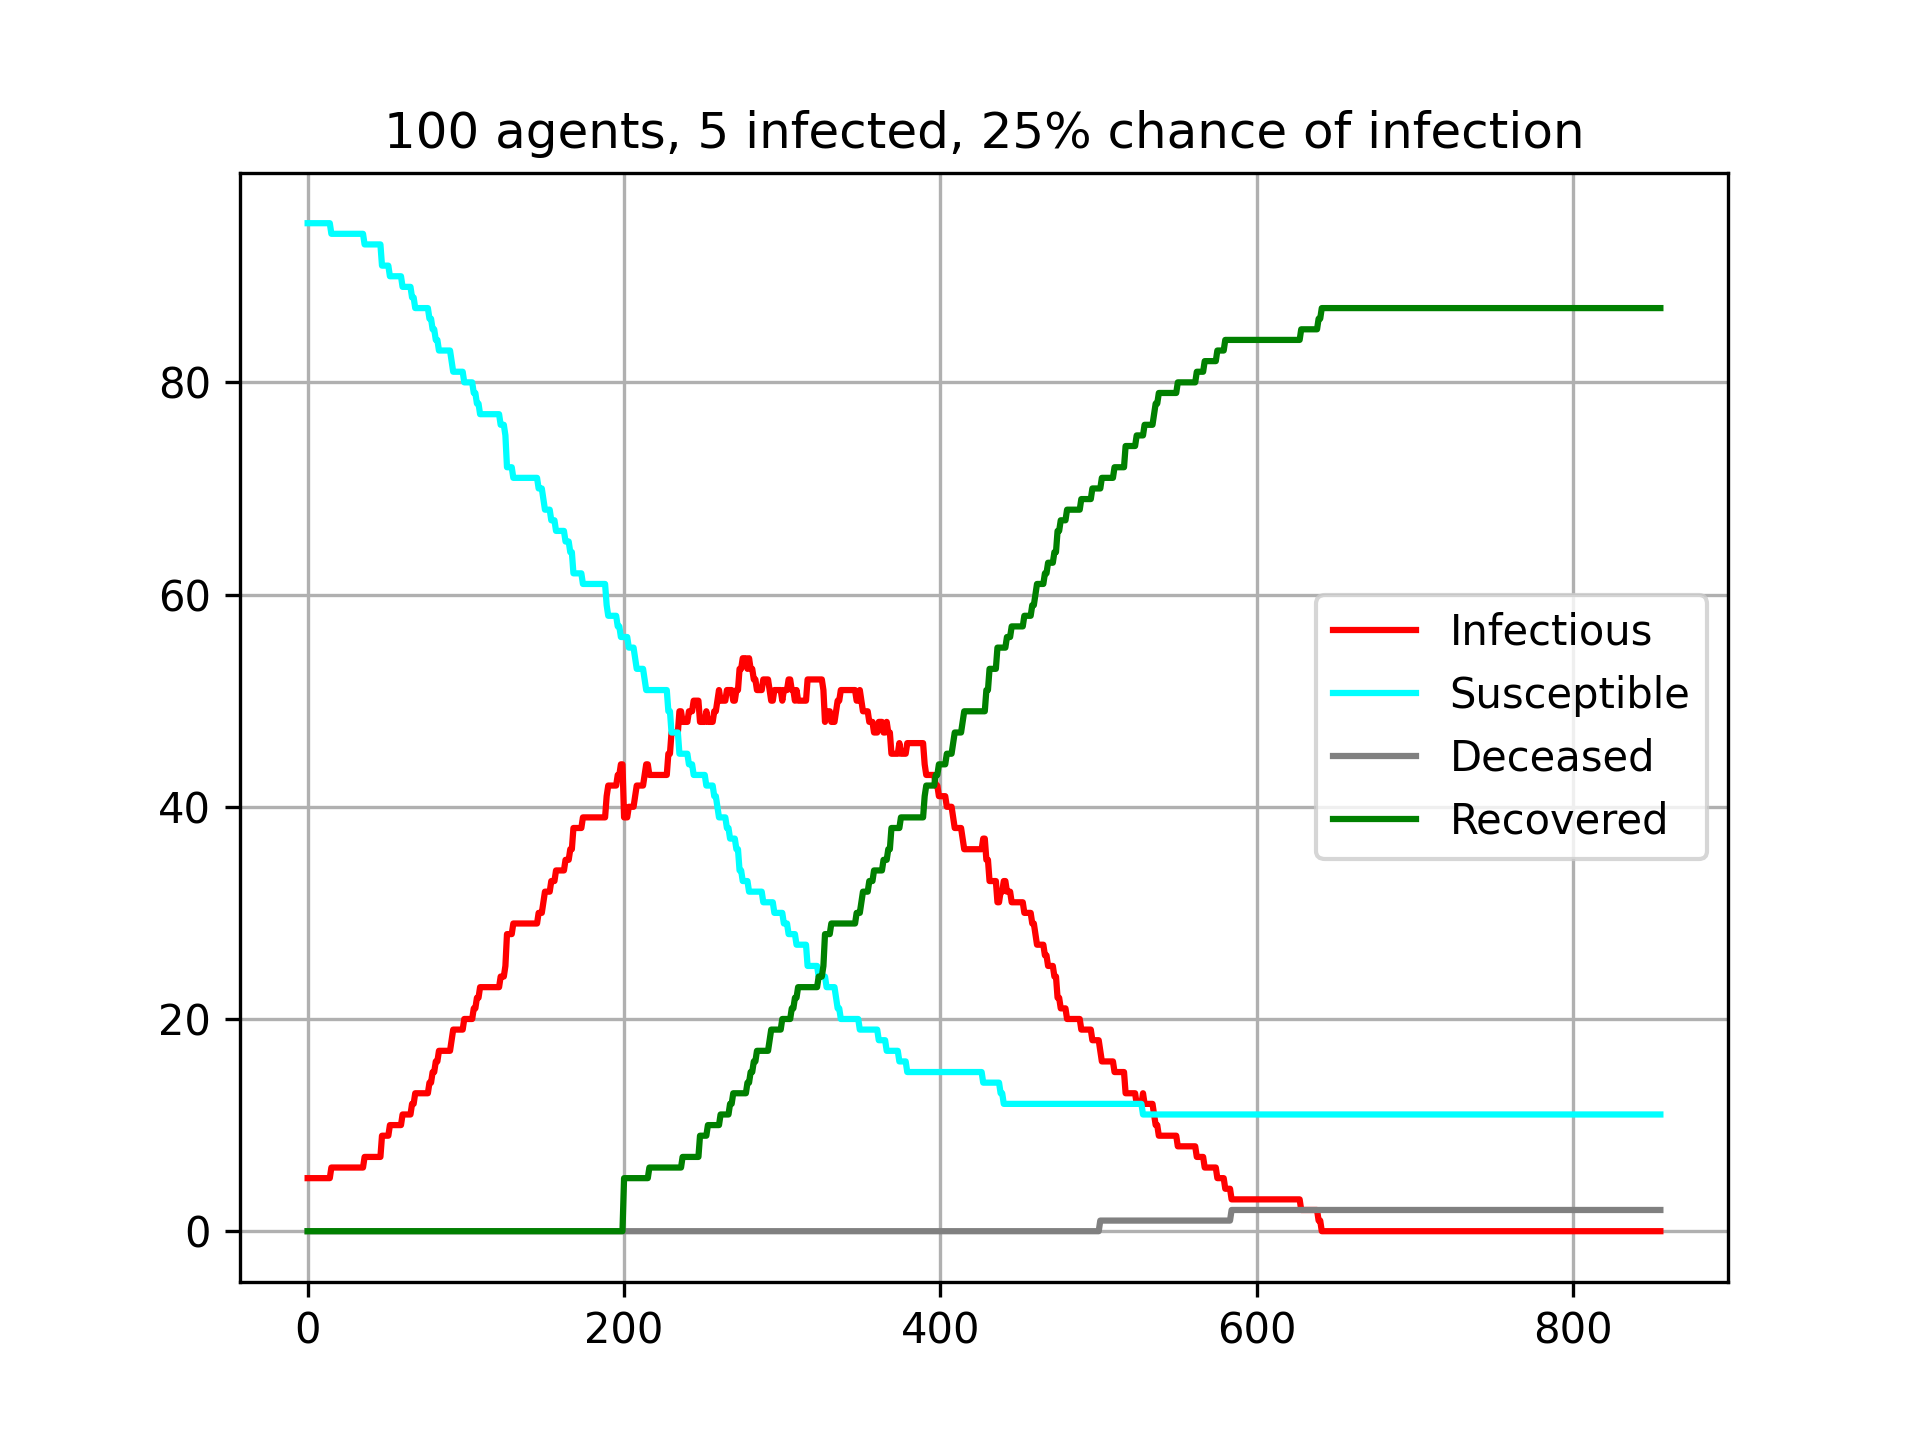 100 agents, 5 infected, 25% chance of infection
80
60
40
20
0
0 200 400 600 800
Infectious
Susceptible
Deceased
Recovered